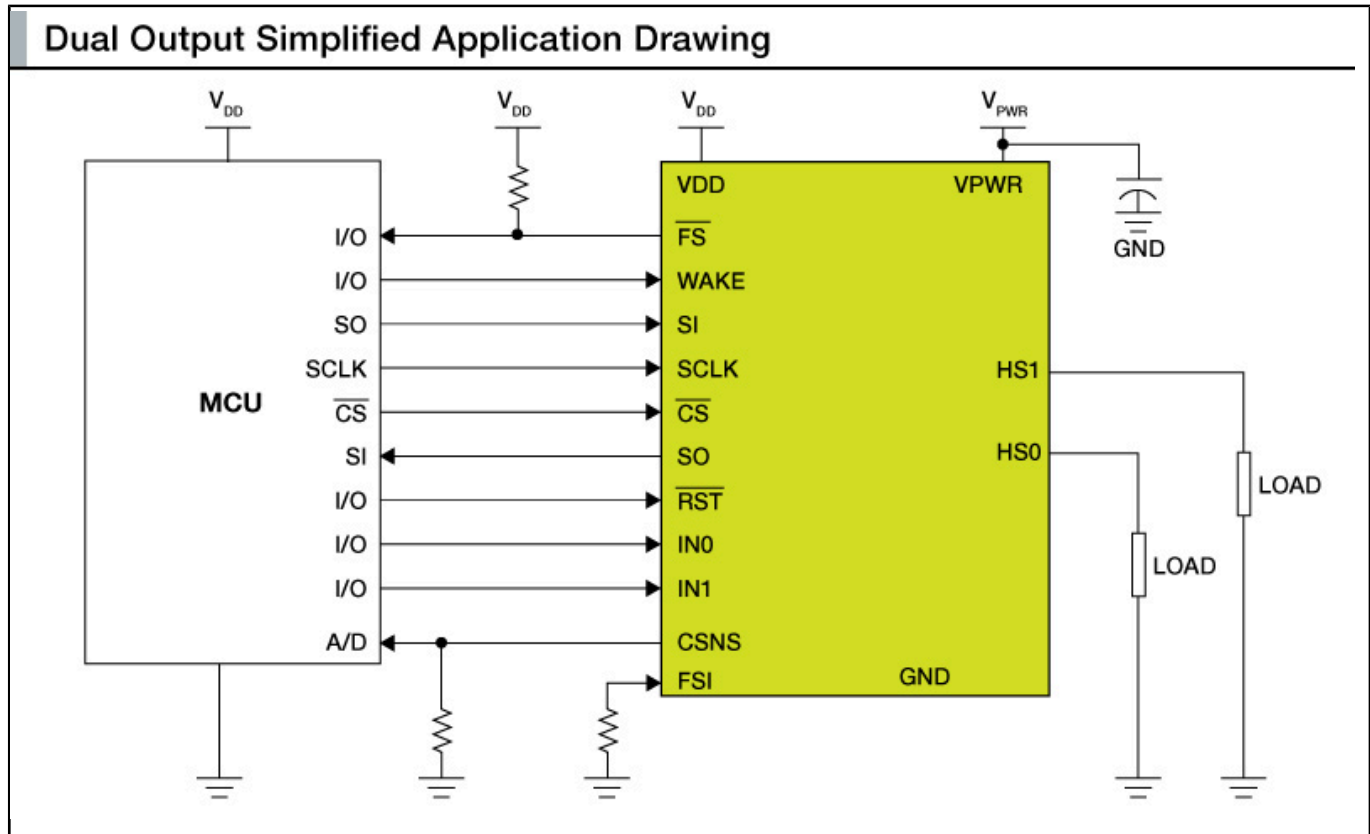 Dual Output Simplified Application Drawing
VDD
VDD
VDD
VPWR
VDD
VPWR
I/O
FS
GND
I/O
WAKE
SO
SI
SCLK
SCLK
HS1
MCU
CS
CS
SI
SO
HS0
LOAD
I/O
RST
I/O
IN0
LOAD
I/O
IN1
A/D
CSNS
FSI
GND